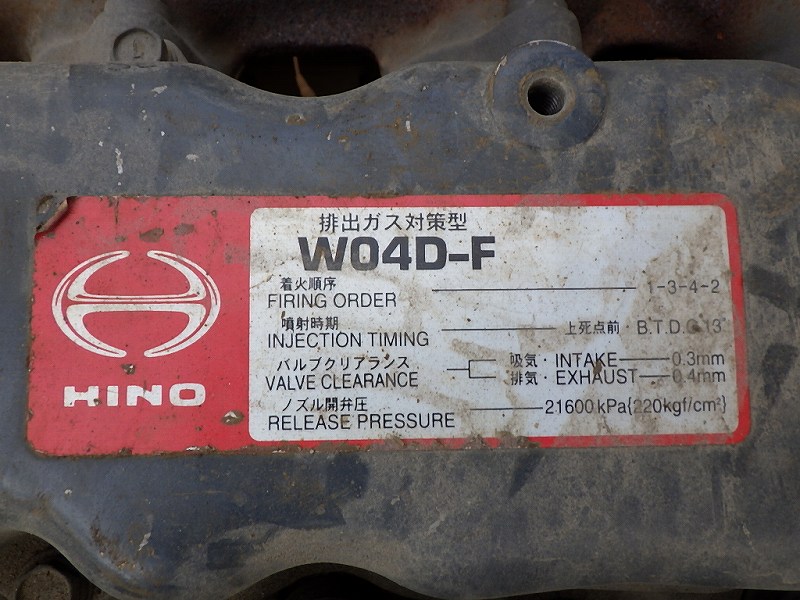 排出ガス対策型
W04D-F
着火順序
FIRING ORDER 1-3-4-2
噴射時期
INJECTION TIMING 上死点前・B.T.D.C 13°
バルブクリアランス
VALVE CLEARANCE
吸気・INTAKE 0.3mm
排気・EXHAUST 0.4mm
ノズル開弁圧
RELEASE PRESSURE 21600kPa{220kgf/cm²}
HINO